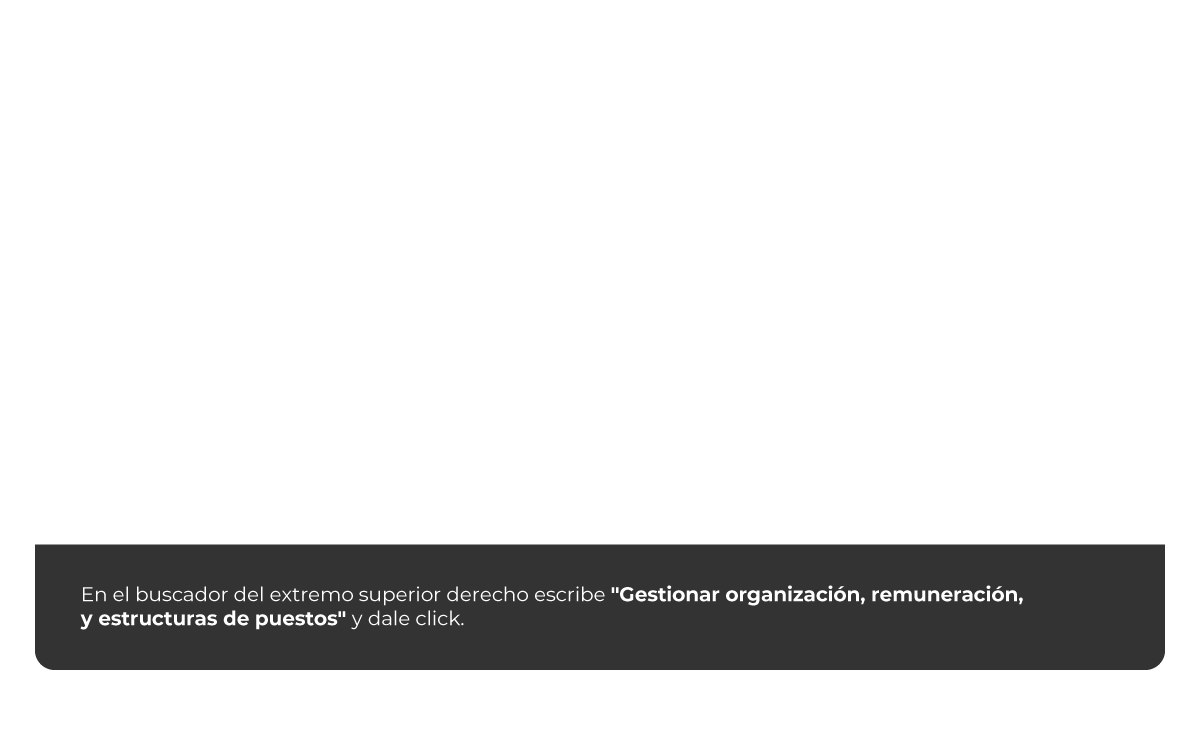 En el buscador del extremo superior derecho escribe "Gestionar organización, remuneración,
y estructuras de puestos" y dale click.